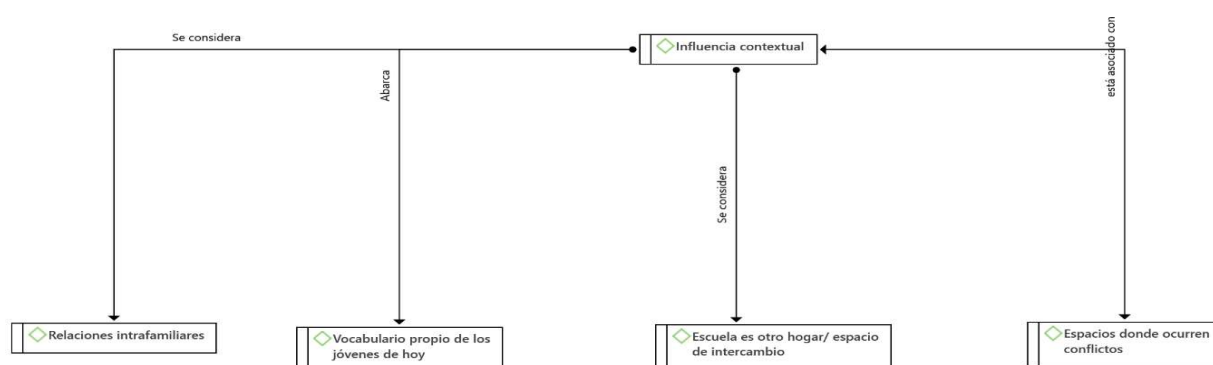 Se considera
Influencia contextual
Abarca
Se considera
está asociado con
Relaciones intrafamiliares
Vocabulario propio de los
jóvenes de hoy
Escuela es otro hogar/ espacio
de intercambio
Espacios donde ocurren
conflictos